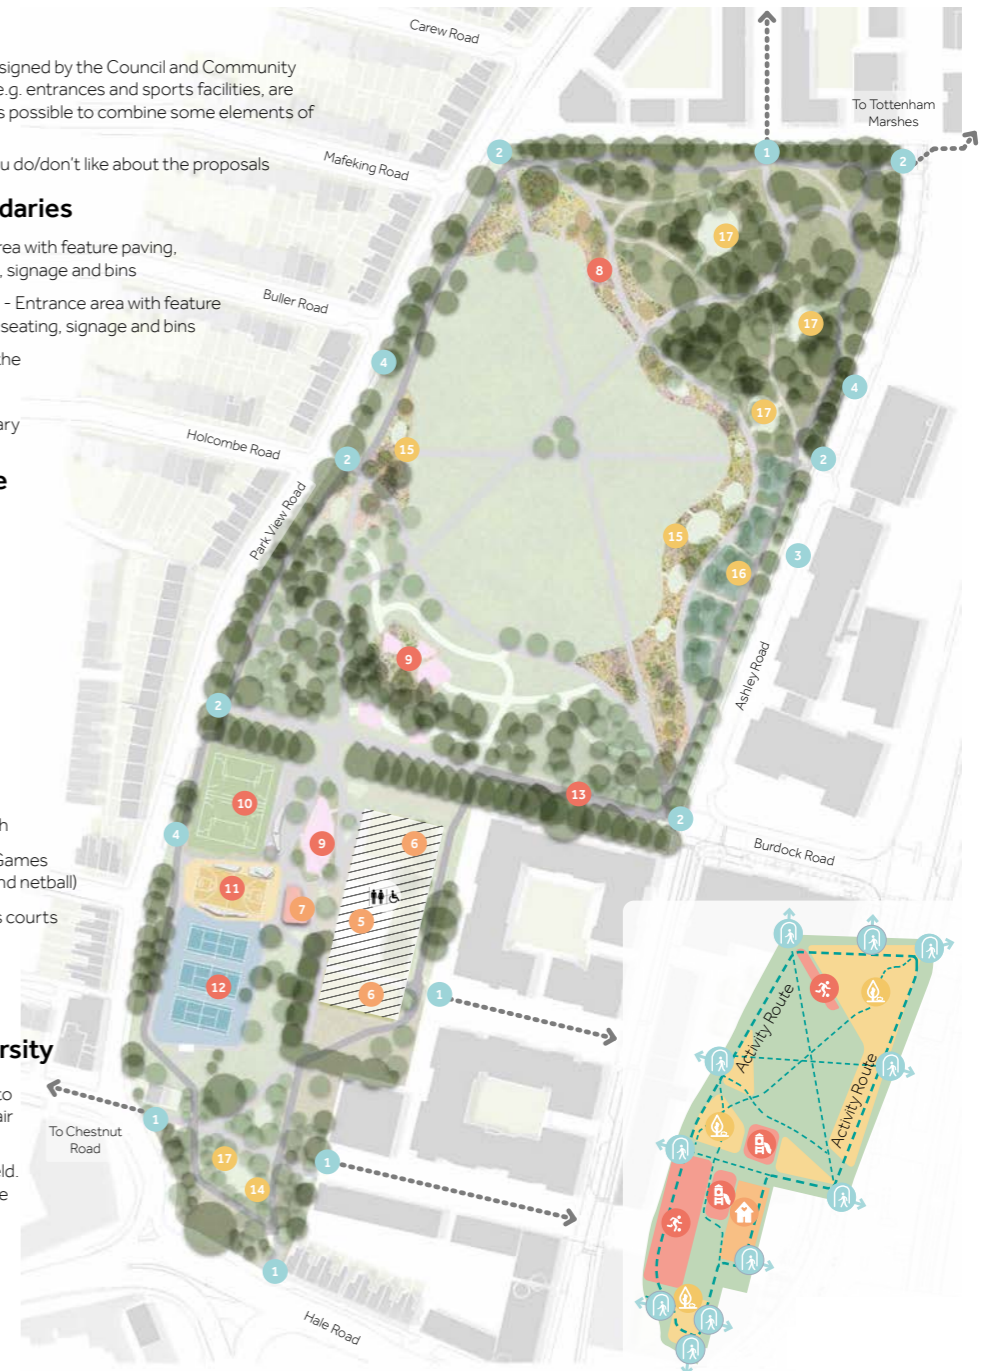 signed by the Council and Community
e.g. entrances and sports facilities, are
s possible to combine some elements of
u do/don't like about the proposals
daries
rea with feature paving,
, signage and bins
- Entrance area with feature
seating, signage and bins
the
ary
e
h
Games
nd netball)
s courts
rsity
to
air
eld.
e
Carew Road
To Tottenham
Marshes
Mafeking Road
Buller Road
Holcombe Road
Park View Road
Ashley Road
Burdock Road
To Chestnut
Road
Hale Road
2
1
2
17
8
17
4
4
17
15
2
2
15
3
16
9
2
13
2
10
4
9
6
11
7
5
12
6
1
1
1
17
14
1
Activity Route
Activity Route